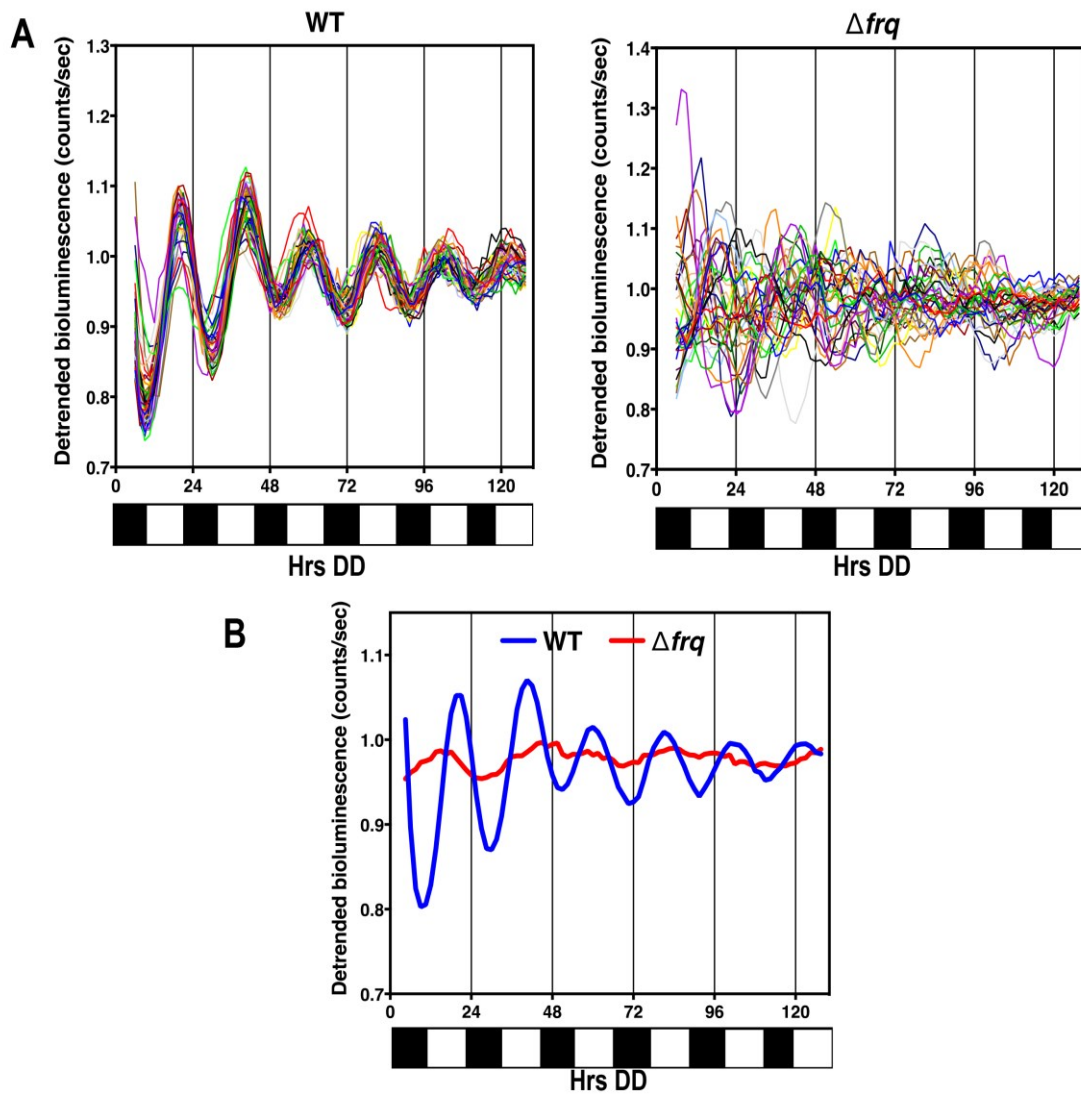 A
WT
Δfrq
Detrended bioluminescence (counts/sec)
1.3
1.2
1.1
1.0
0.9
0.8
0.7
0 24 48 72 96 120
Hrs DD
Detrended bioluminescence (counts/sec)
1.4
1.3
1.2
1.1
1.0
0.9
0.8
0.7
0 24 48 72 96 120
Hrs DD
B
WT Δfrq
Detrended bioluminescence (counts/sec)
1.1
1.0
0.9
0.8
0.7
0 24 48 72 96 120
Hrs DD